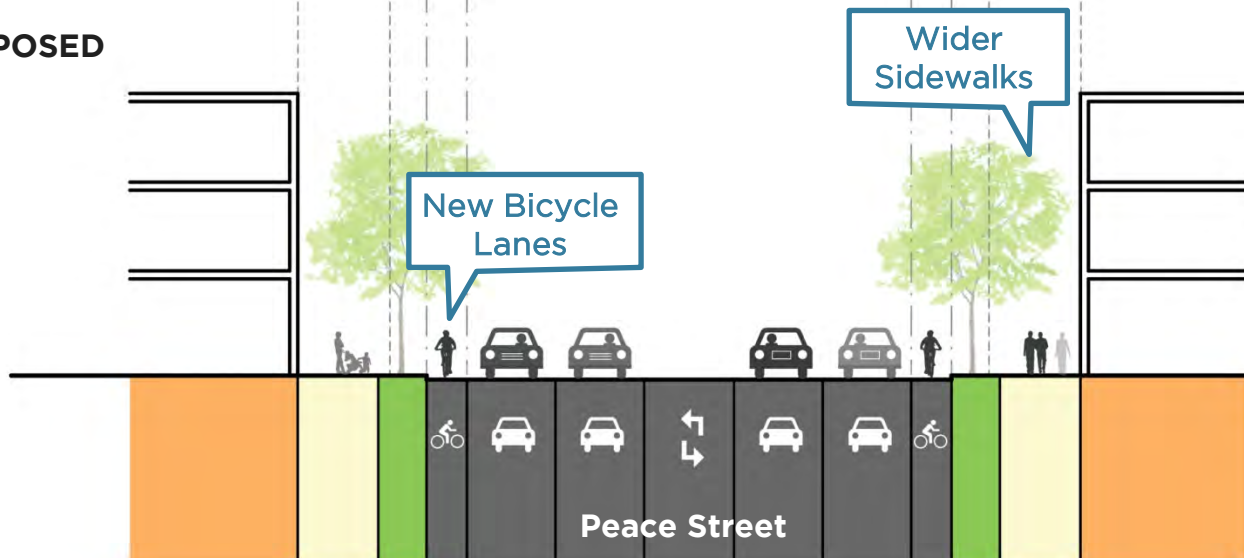 POSED
Wider
Sidewalks
New Bicycle
Lanes
Peace Street